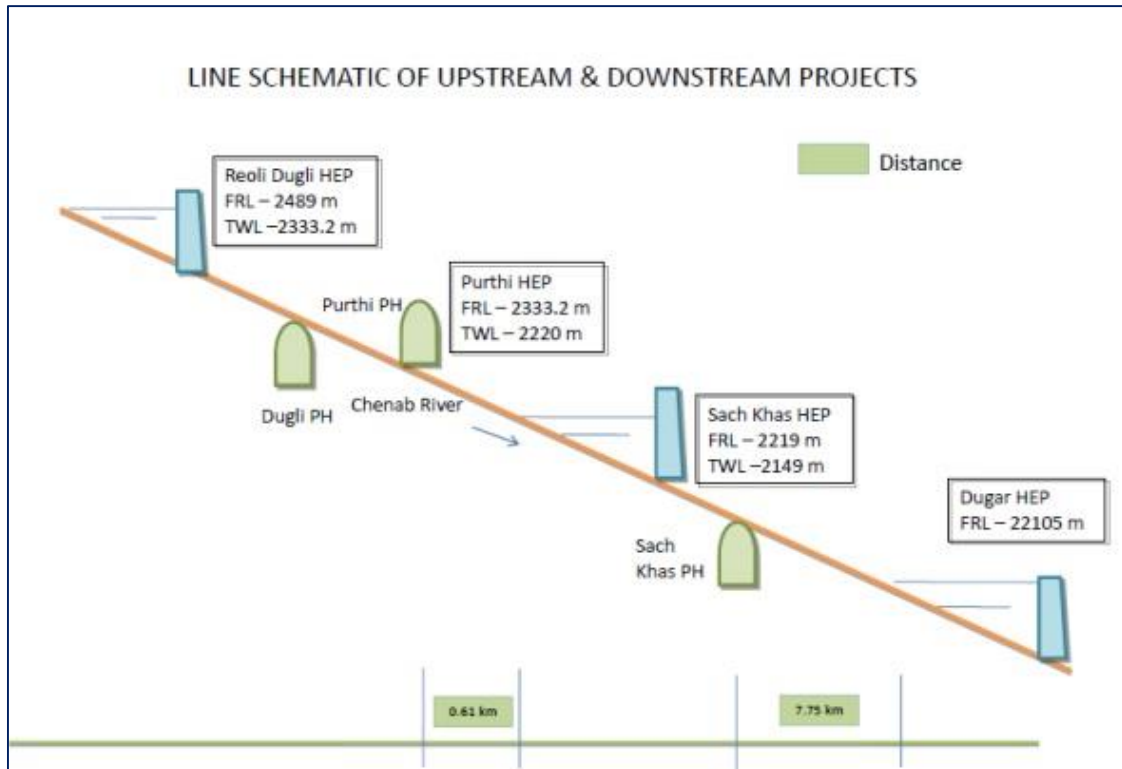 LINE SCHEMATIC OF UPSTREAM & DOWNSTREAM PROJECTS
Distance
Reoli Dugli HEP
FRL – 2489 m
TWL –2333.2 m
Purthi PH
Purthi HEP
FRL – 2333.2 m
TWL – 2220 m
Dugli PH
Chenab River
Sach Khas HEP
FRL – 2219 m
TWL –2149 m
Dugar HEP
FRL – 22105 m
Sach
Khas PH
0.61 km
7.75 km